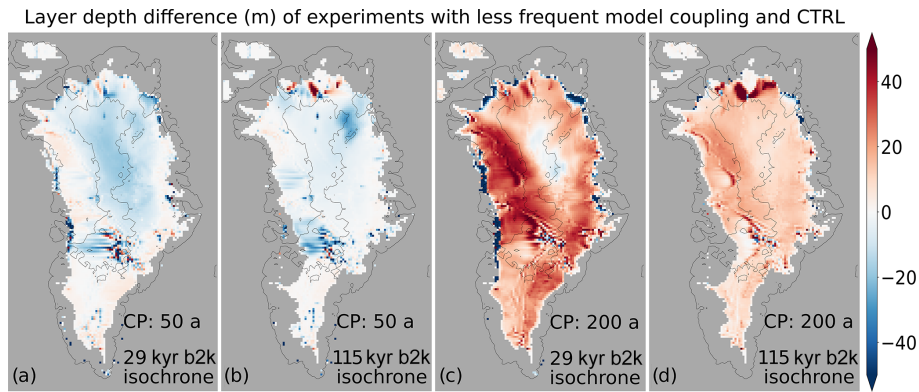 Layer depth difference (m) of experiments with less frequent model coupling and CTRL
CP: 50 a
29 kyr b2k
isochrone
(a)
CP: 50 a
115 kyr b2k
isochrone
(b)
CP: 200 a
29 kyr b2k
isochrone
(c)
CP: 200 a
115 kyr b2k
isochrone
(d)
40
20
0
−20
−40